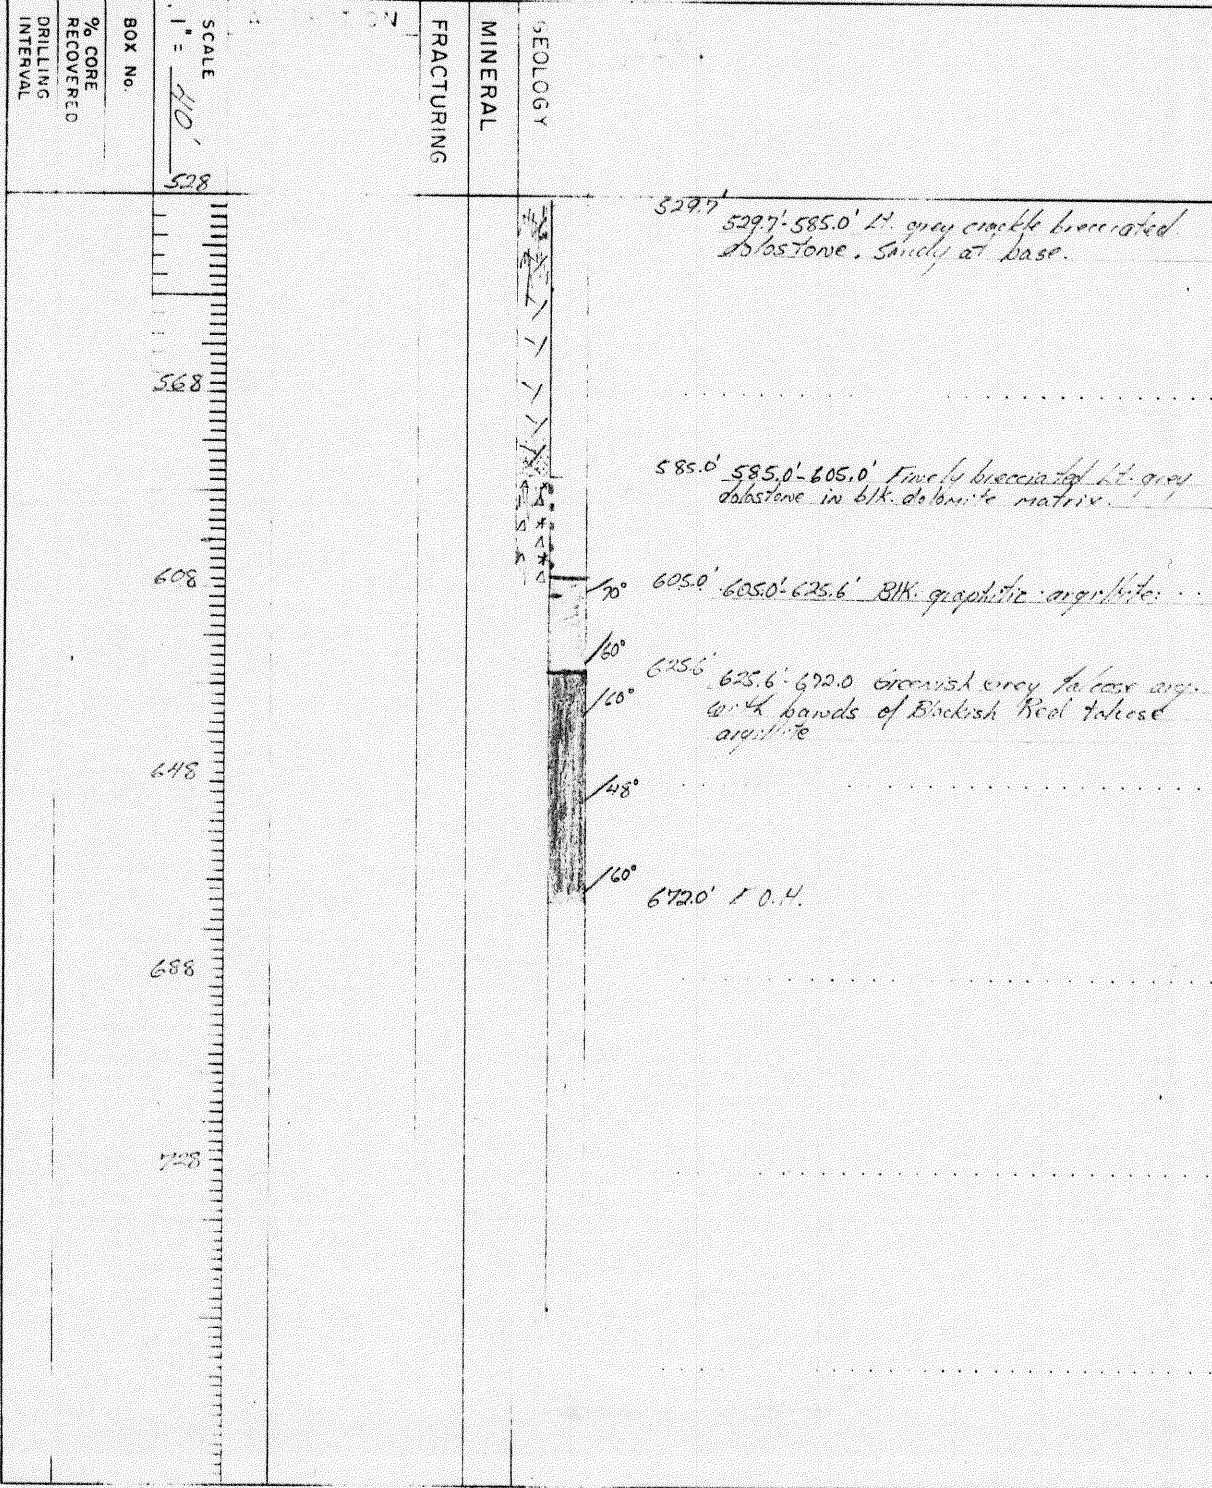 DRILLING
INTERVAL
% CORE
RECOVERED
BOX No.
SCALE
1" = 40'
FRACTURING
MINERAL
GEOLOGY
528
529.7'
529.7'-585.0' Lt. grey crackle brecciated
dolostone. Sandy at base.
568
585.0' 585.0'-605.0' Finely brecciated Lt. grey
dolostone in blk. dolomite matrix.
608
70°
605.0' 605.0'-625.6' Blk. graphitic argillite
60°
625.6'
625.6'-672.0 Greenish grey talcose arg.
60°
with bands of Blackish Red talcose
argillite
648
48°
60°
672.0' O.H.
688
728